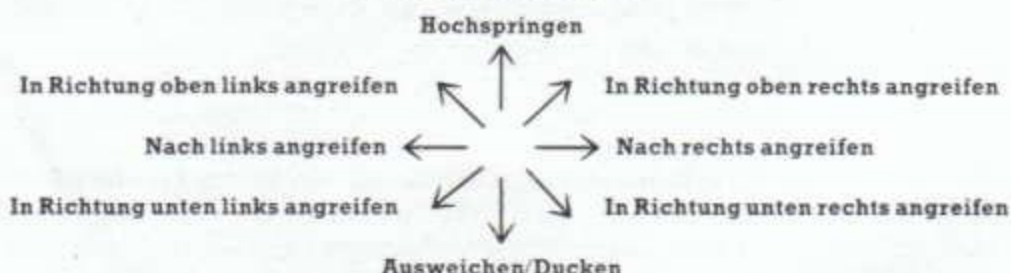 Hochspringen
In Richtung oben links angreifen
In Richtung oben rechts angreifen
Nach links angreifen
Nach rechts angreifen
In Richtung unten links angreifen
In Richtung unten rechts angreifen
Ausweichen/Ducken